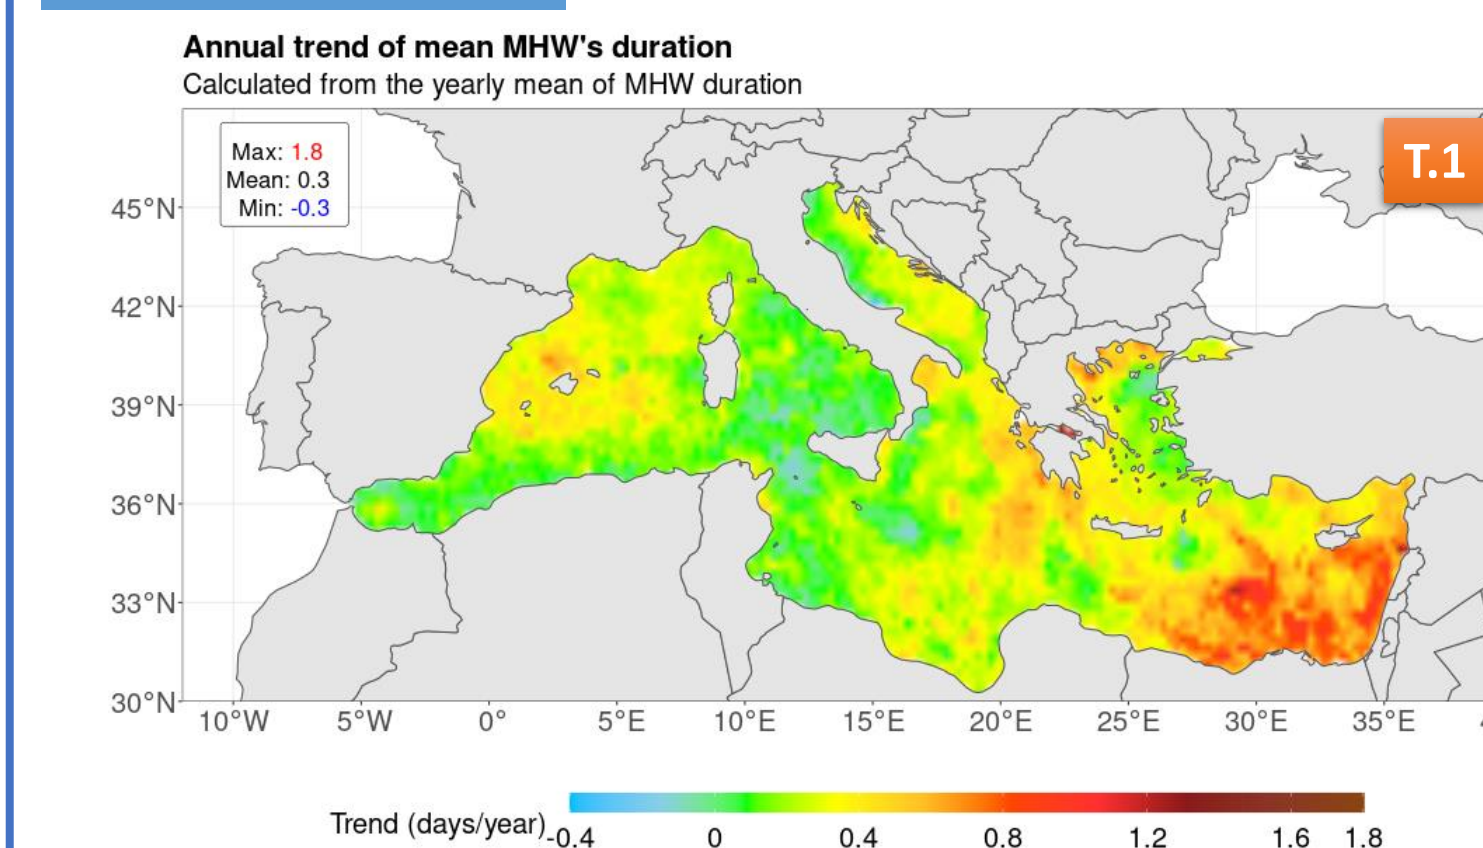 Annual trend of mean MHW's duration
Calculated from the yearly mean of MHW duration
Max: 1.8
Mean: 0.3
Min: -0.3
T.1
45°N
42°N
39°N
36°N
33°N
30°N
10°W 5°W 0° 5°E 10°E 15°E 20°E 25°E 30°E 35°E
Trend (days/year)
-0.4 0 0.4 0.8 1.2 1.6 1.8